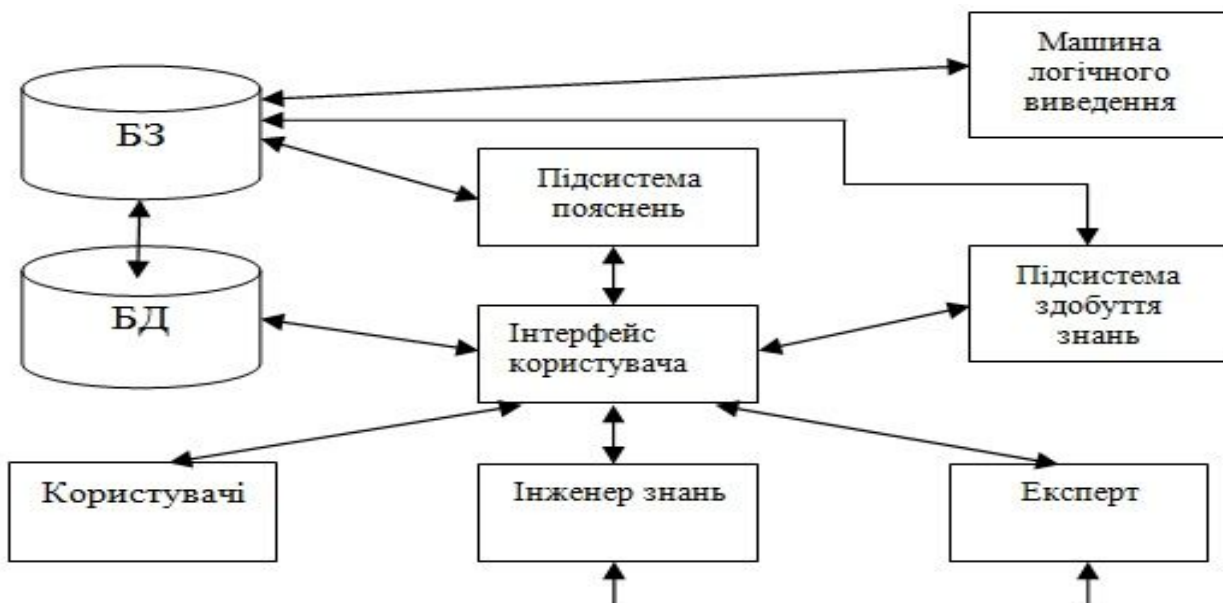 Машина
логічного
виведення
БЗ
Підсистема
пояснень
Підсистема
здобуття
знань
БД
Інтерфейс
користувача
Користувачі
Інженер знань
Експерт